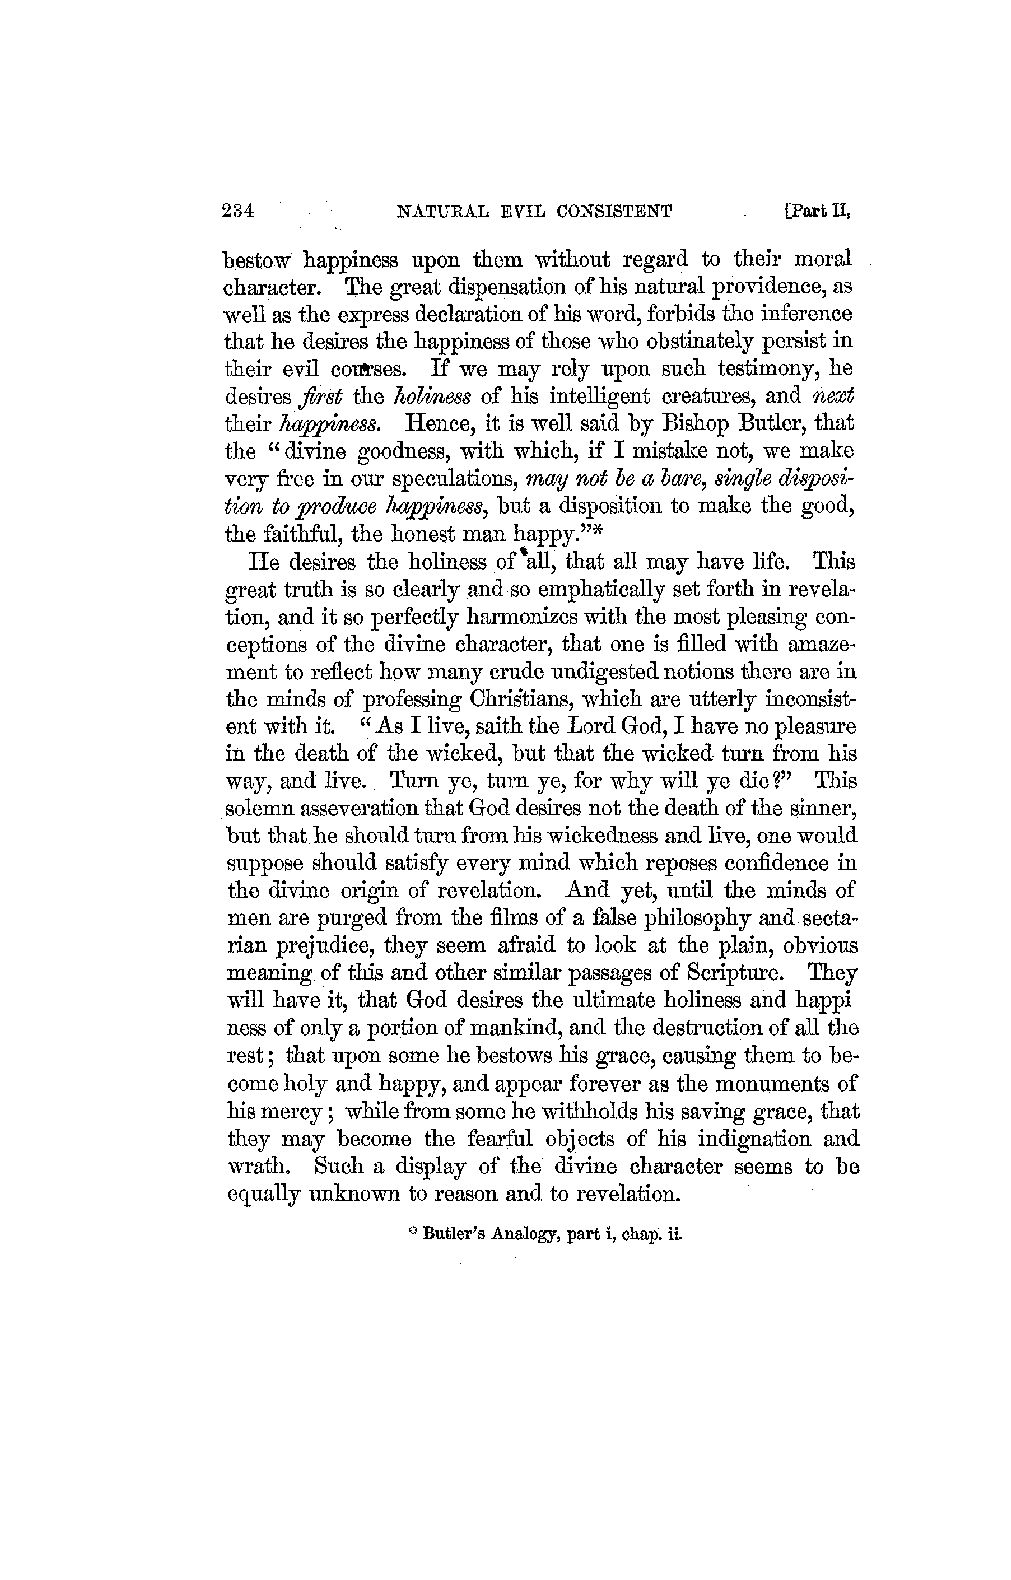 234 NATURAL EVIL CONSISTENT [Part II,
bestow happiness upon them without regard to their moral
character. The great dispensation of his natural providence, as
well as the express declaration of his word, forbids the inference
that he desires the happiness of those who obstinately persist in
their evil courses. If we may rely upon such testimony, he
desires first the holiness of his intelligent creatures, and next
their happiness. Hence, it is well said by Bishop Butler, that
the “divine goodness, with which, if I mistake not, we make
very free in our speculations, may not be a bare, single disposi-
tion to produce happiness, but a disposition to make the good,
the faithful, the honest man happy.”*
He desires the holiness of all, that all may have life. This
great truth is so clearly and so emphatically set forth in revela-
tion, and it so perfectly harmonizes with the most pleasing con-
ceptions of the divine character, that one is filled with amaze-
ment to reflect how many crude undigested notions there are in
the minds of professing Christians, which are utterly inconsist-
ent with it. “As I live, saith the Lord God, I have no pleasure
in the death of the wicked, but that the wicked turn from his
way, and live. Turn ye, turn ye, for why will ye die?” This
solemn asseveration that God desires not the death of the sinner,
but that he should turn from his wickedness and live, one would
suppose should satisfy every mind which reposes confidence in
the divine origin of revelation. And yet, until the minds of
men are purged from the films of a false philosophy and secta-
rian prejudice, they seem afraid to look at the plain, obvious
meaning of this and other similar passages of Scripture. They
will have it, that God desires the ultimate holiness and happi
ness of only a portion of mankind, and the destruction of all the
rest; that upon some he bestows his grace, causing them to be-
come holy and happy, and appear forever as the monuments of
his mercy; while from some he withholds his saving grace, that
they may become the fearful objects of his indignation and
wrath. Such a display of the divine character seems to be
equally unknown to reason and to revelation.
* Butler's Analogy, part i, chap. ii.